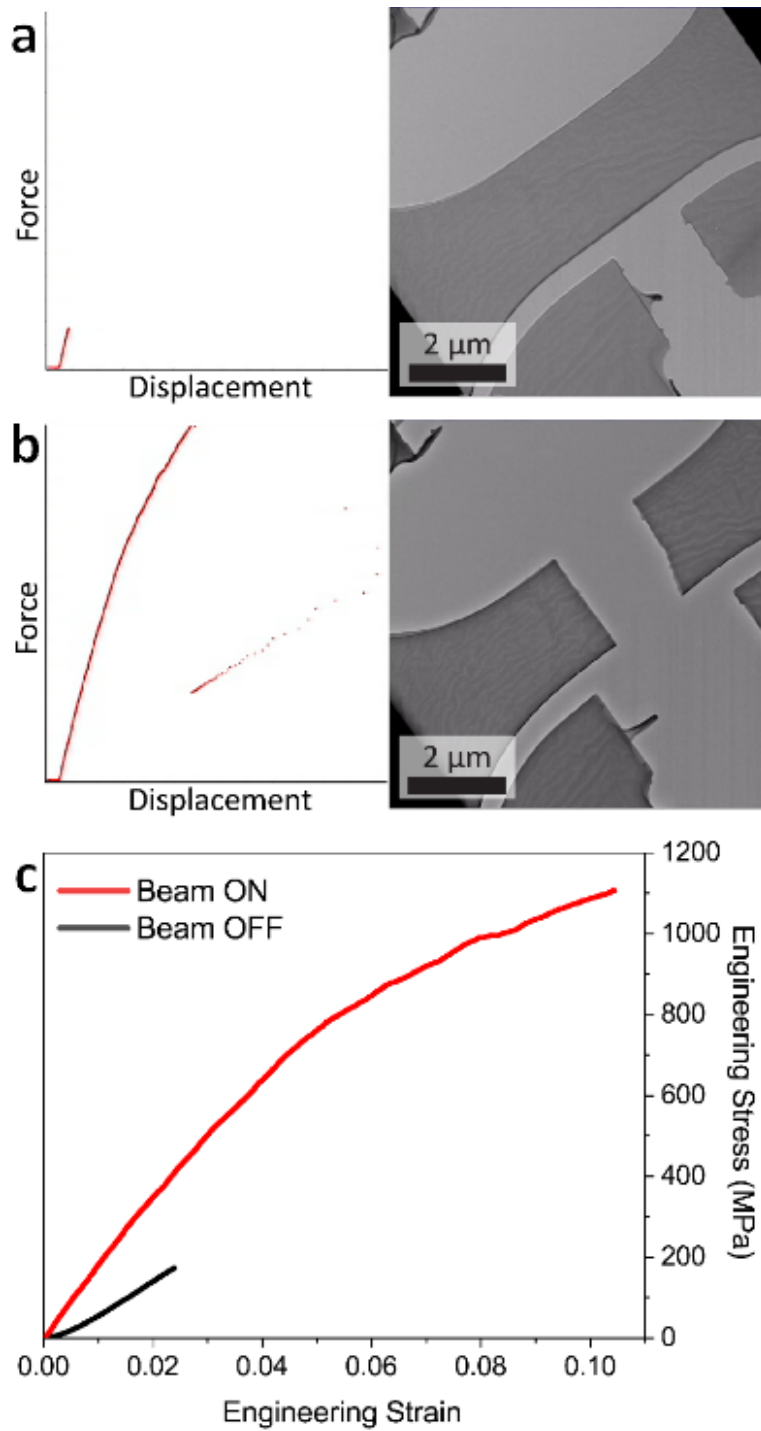 a
Force
Displacement
2 μm
b
Force
Displacement
2 μm
c
Beam ON
Beam OFF
1200
1000
800
600
400
200
0
Engineering Stress (MPa)
0.00 0.02 0.04 0.06 0.08 0.10
Engineering Strain